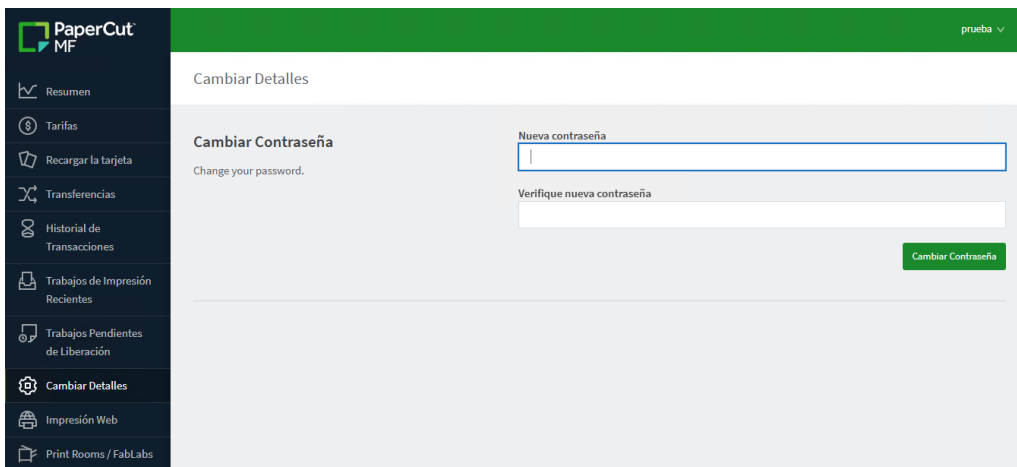 PaperCut
MF
prueba
Resumen
Tarifas
Recargar la tarjeta
Transferencias
Historial de
Transacciones
Trabajos de Impresión
Recientes
Trabajos Pendientes
de Liberación
Cambiar Detalles
Impresión Web
Print Rooms / FabLabs
Cambiar Detalles
Cambiar Contraseña
Change your password.
Nueva contraseña
Verifique nueva contraseña
Cambiar Contraseña